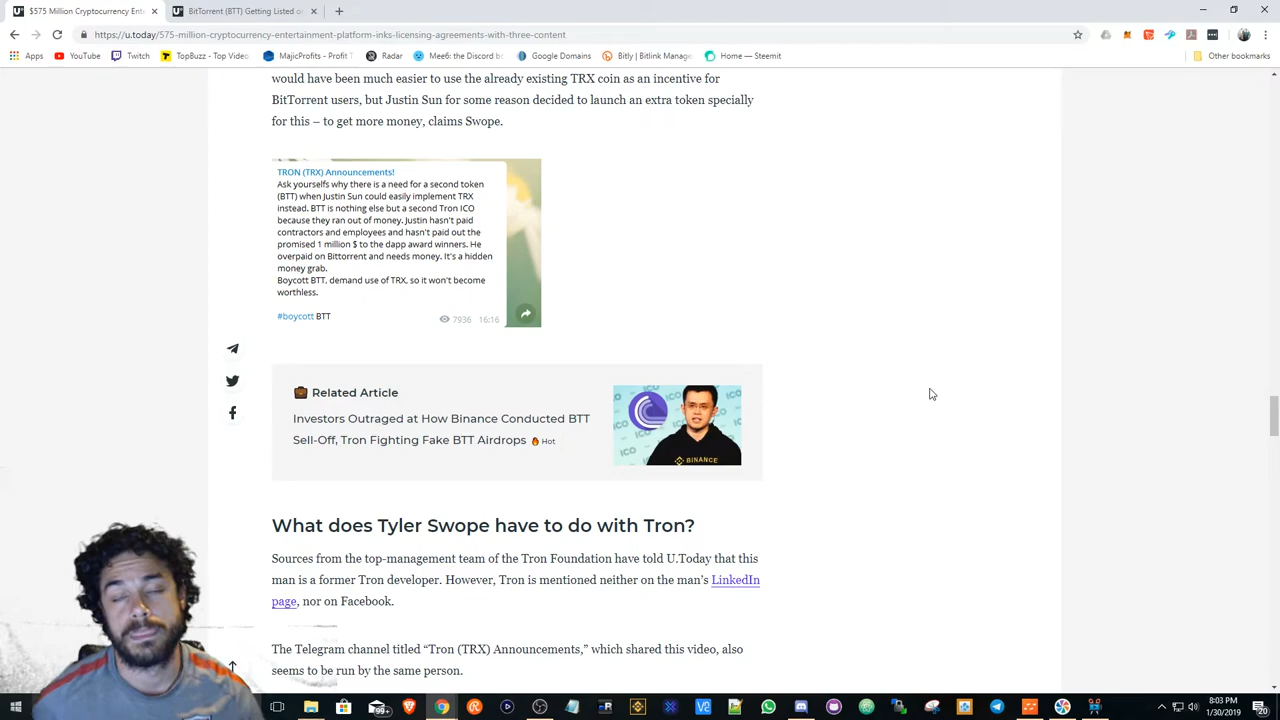 $575 Million Cryptocurrency Ent
BitTorrent (BTT) Getting Listed on
https://u.today/575-million-cryptocurrency-entertainment-platform-inks-licensing-agreements-with-three-content
Apps
YouTube
Twitch
TopBuzz - Top Video
MajicProfits - Profit T
Radar
Mee6: the Discord bo
Google Domains
Bitly | Bitlink Manage
Home — Steemit
Other bookmarks
would have been much easier to use the already existing TRX coin as an incentive for
BitTorrent users, but Justin Sun for some reason decided to launch an extra token specially
for this – to get more money, claims Swope.
TRON (TRX) Announcements!
Ask yourselfs why there is a need for a second token
(BTT) when Justin Sun could easily implement TRX
instead. BTT is nothing else but a second Tron ICO
because they ran out of money. Justin hasn't paid
contractors and employees and hasn't paid out the
promised 1 million $ to the dapp award winners. He
overpaid on Bittorrent and needs money. It's a hidden
money grab.
Boycott BTT, demand use of TRX, so it won't become
worthless.
#boycott BTT
7936 16:16
Related Article
Investors Outraged at How Binance Conducted BTT
Sell-Off, Tron Fighting Fake BTT Airdrops Hot
ICO
BINANCE
What does Tyler Swope have to do with Tron?
Sources from the top-management team of the Tron Foundation have told U.Today that this
man is a former Tron developer. However, Tron is mentioned neither on the man's LinkedIn
page, nor on Facebook.
The Telegram channel titled “Tron (TRX) Announcements,” which shared this video, also
seems to be run by the same person.
99+
8:03 PM
1/30/2019
20